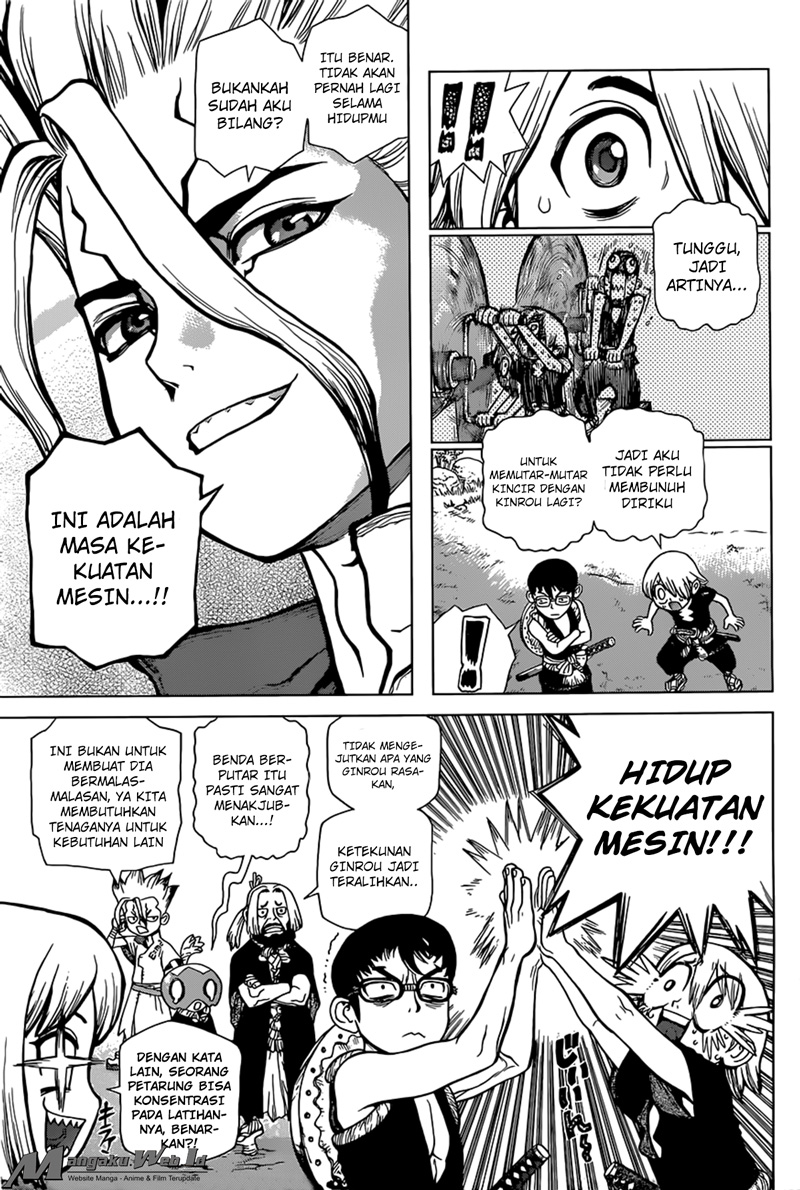 !!
TUNGGU,
JADI
ARTINYA...
JADI AKU
TIDAK PERLU
MEMBUNUH
DIRIKU
UNTUK
MEMUTAR-MUTAR
KINCIR DENGAN
KINROU LAGI?
!
ITU BENAR.
TIDAK AKAN
PERNAH LAGI
SELAMA
HIDUPMU
BUKANKAH
SUDAH AKU
BILANG?
INI ADALAH
MASA KE-
KUATAN
MESIN...!!
HIDUP
KEKUATAN
MESIN!!!
TIDAK MENGE-
JUTKAN APA YANG
GINROU RASA-
KAN,
KETEKUNAN
GINROU JADI
TERALIHKAN..
BENDA BER-
PUTAR ITU
PASTI SANGAT
MENAKJUB-
KAN...!
INI BUKAN UNTUK
MEMBUAT DIA
BERMALAS-
MALASAN, YA KITA
MEMBUTUHKAN
TENAGANYA UNTUK
KEBUTUHAN LAIN
じいいん
DENGAN KATA
LAIN, SEORANG
PETARUNG BISA
KONSENTRASI
PADA LATIHAN-
NYA, BENAR-
KAN?!
Mangaku.Web.Id
Website Manga - Anime & Film Terupdate